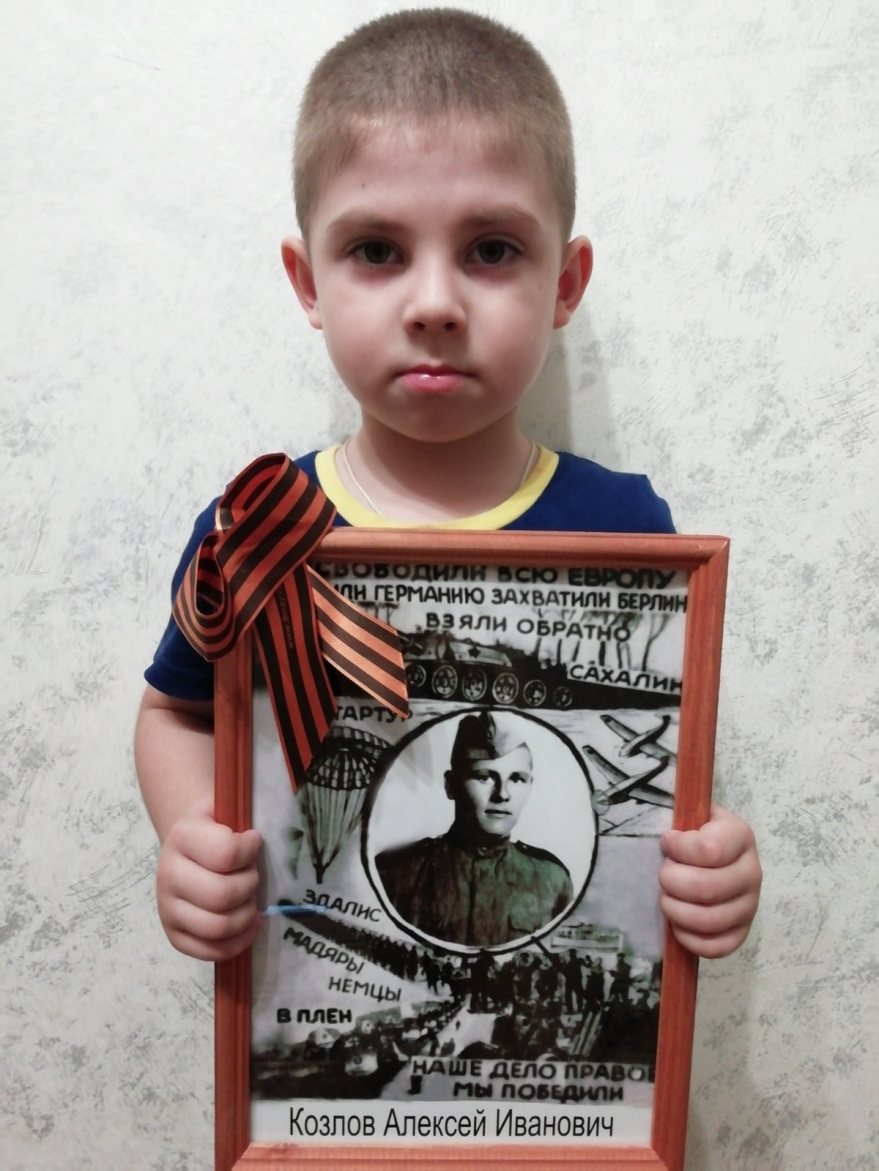 СВОБОДИЛИ ВСЮ ЕВРОПУ
ИЛИ ГЕРМАНИЮ ЗАХВАТИЛИ БЕРЛИН
ВЗЯЛИ ОБРАТНО
САХАЛИН
ТАРТУ
ЗДАЛИС
МАДЯРЫ
НЕМЦЫ
В ПЛЕН
НАШЕ ДЕЛО ПРАВОЕ
МЫ ПОБЕДИЛИ
Козлов Алексей Иванович